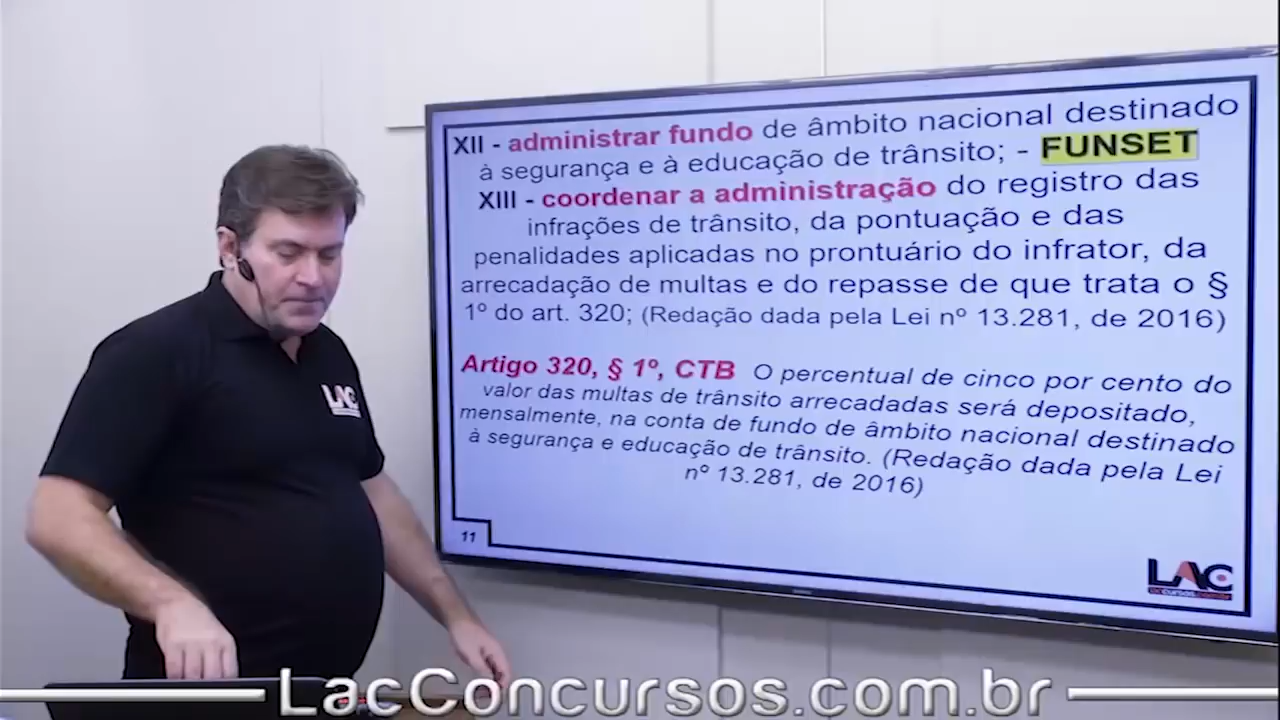 XII - administrar fundo de âmbito nacional destinado
à segurança e à educação de trânsito; - FUNSET
XIII - coordenar a administração do registro das
infrações de trânsito, da pontuação e das
penalidades aplicadas no prontuário do infrator, da
arrecadação de multas e do repasse de que trata o §
1º do art. 320; (Redação dada pela Lei nº 13.281, de 2016)
Artigo 320, § 1º, CTB O percentual de cinco por cento do
valor das multas de trânsito arrecadadas será depositado,
mensalmente, na conta de fundo de âmbito nacional destinado
à segurança e educação de trânsito. (Redação dada pela Lei
nº 13.281, de 2016)
11
LAC
concursos.com.br
LAC
LacConcursos.com.br